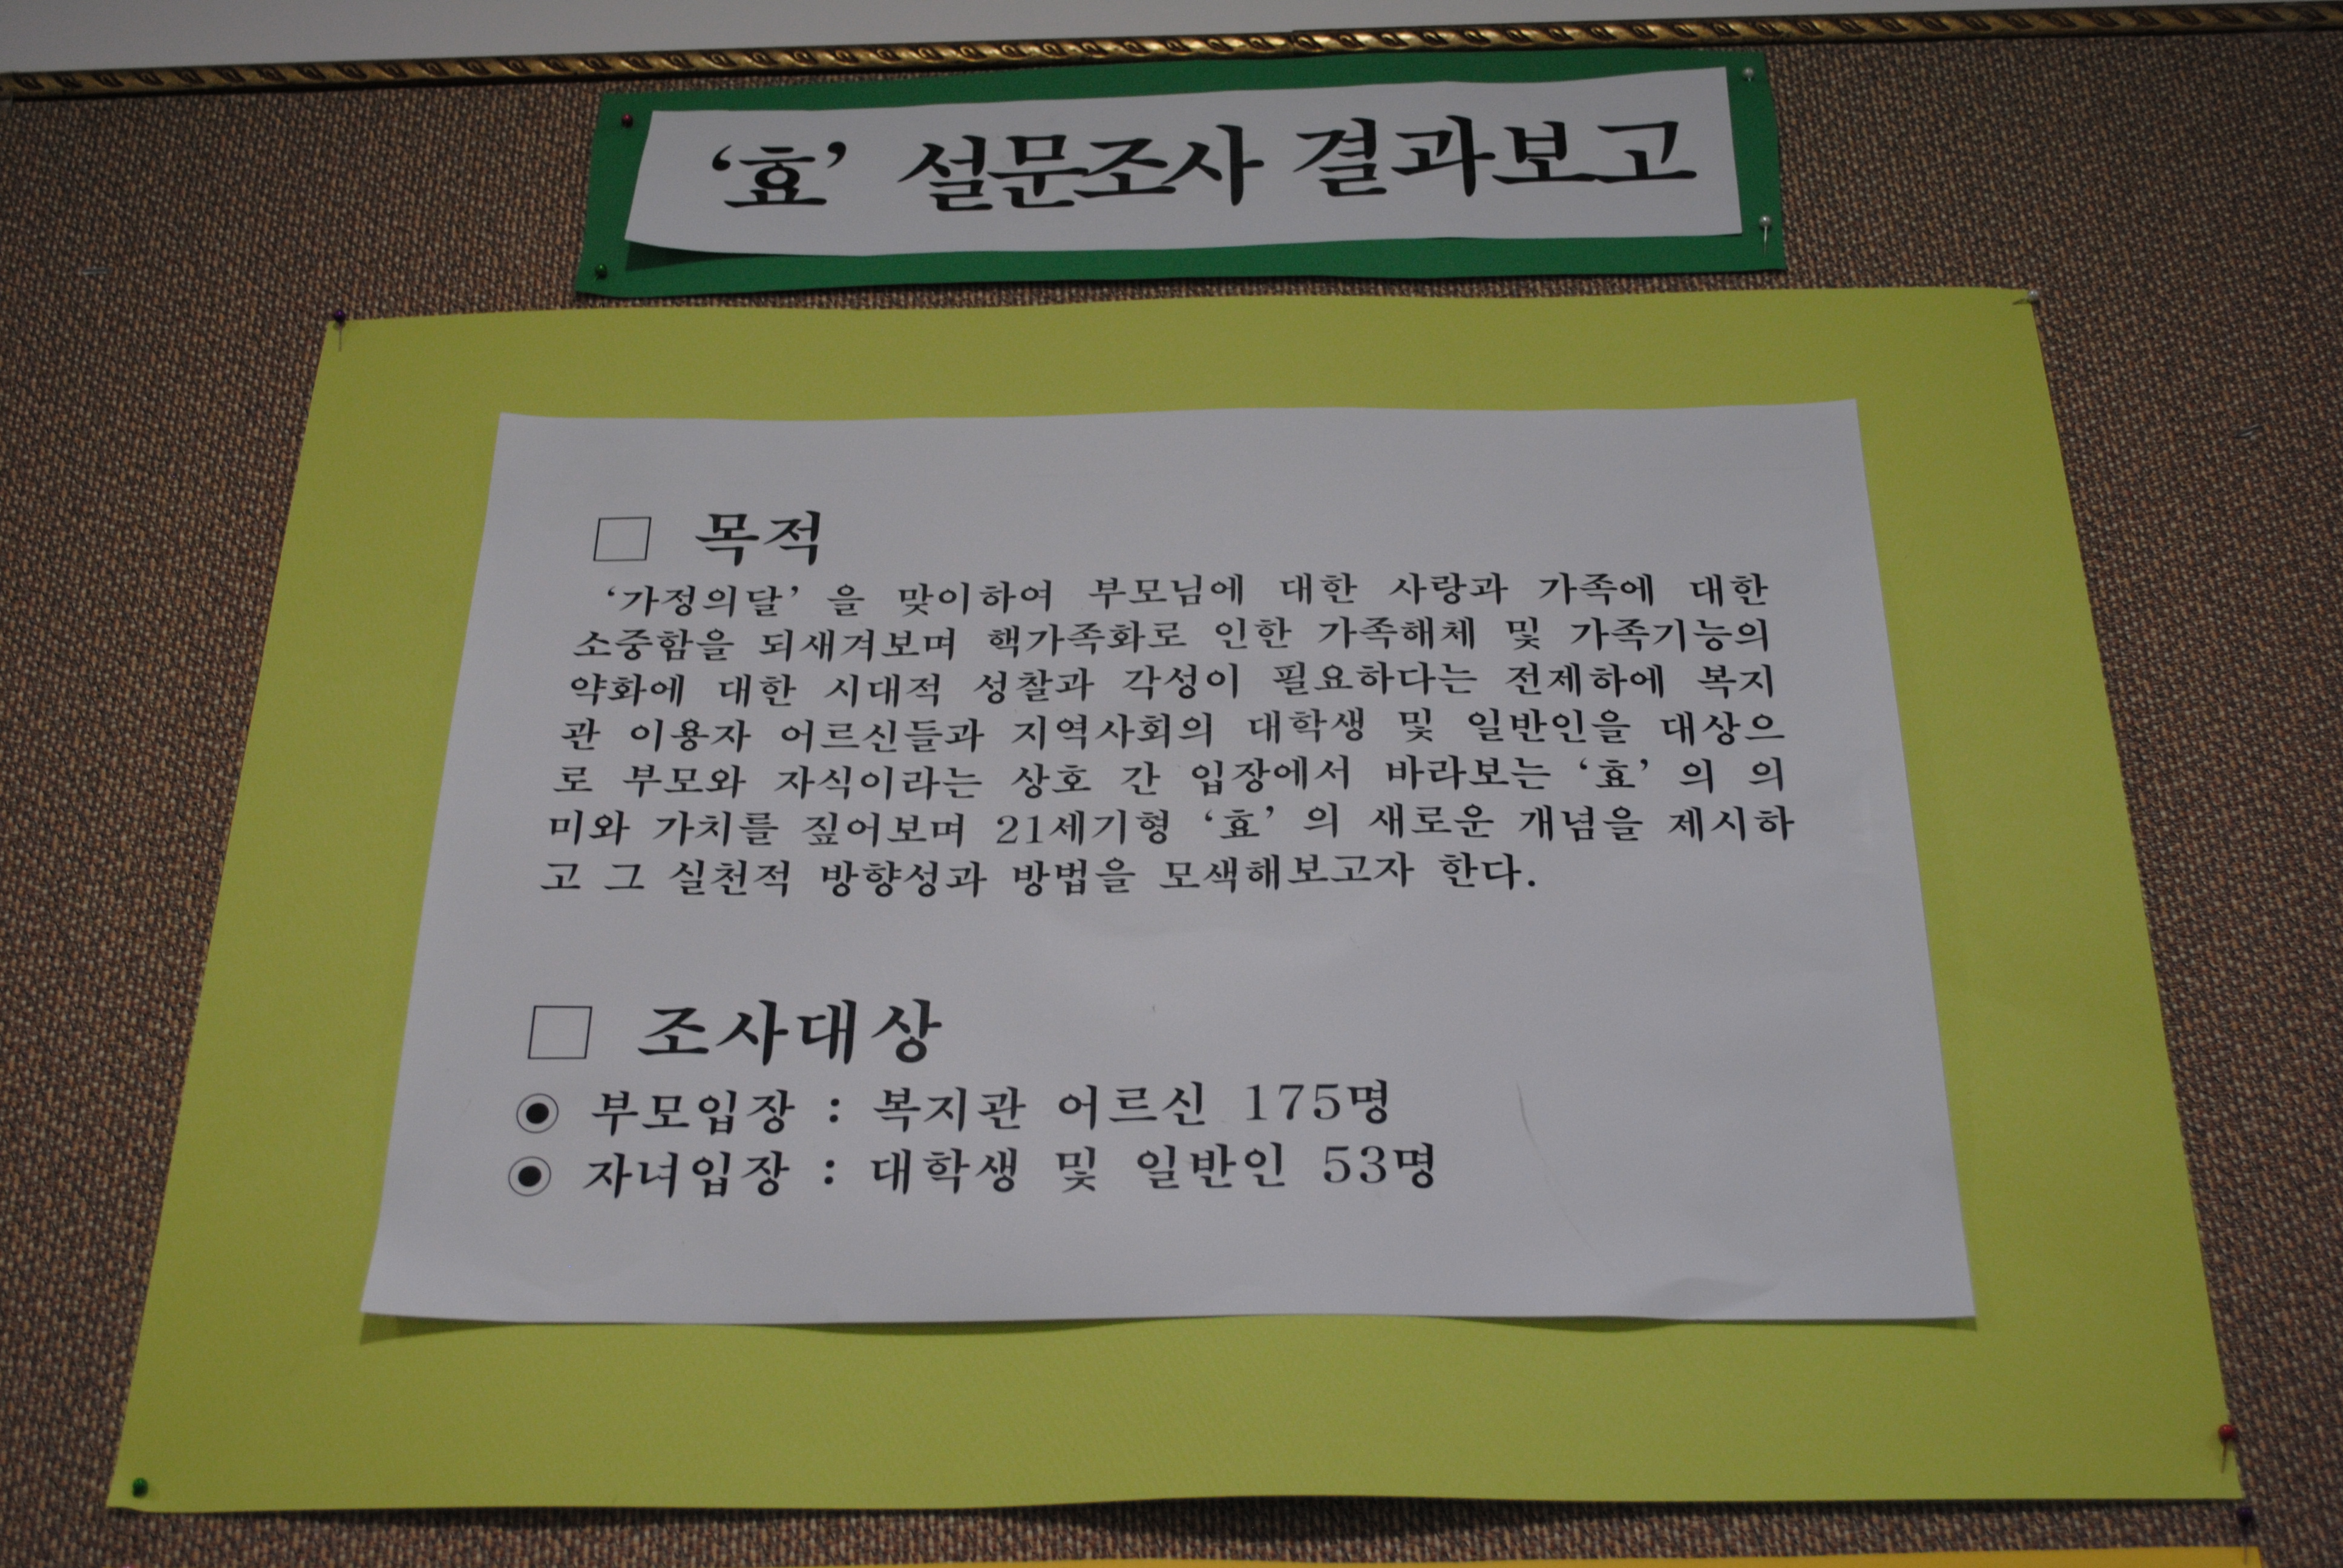 ‘효’ 설문조사 결과보고
□ 목적
‘가정의달’을 맞이하여 부모님에 대한 사랑과 가족에 대한
소중함을 되새겨보며 핵가족화로 인한 가족해체 및 가족기능의
약화에 대한 시대적 성찰과 각성이 필요하다는 전제하에 복지
관 이용자 어르신들과 지역사회의 대학생 및 일반인을 대상으
로 부모와 자식이라는 상호 간 입장에서 바라보는 ‘효’의 의
미와 가치를 짚어보며 21세기형 ‘효’의 새로운 개념을 제시하
고 그 실천적 방향성과 방법을 모색해보고자 한다.
□ 조사대상
◉ 부모입장 : 복지관 어르신 175명
◉ 자녀입장 : 대학생 및 일반인 53명